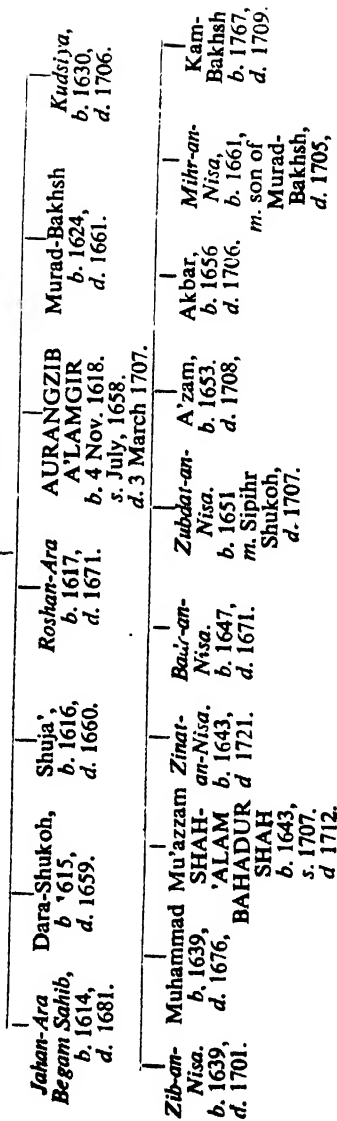 Jahan-Ara
Begam Sahib,
b. 1614,
d. 1681.
Dara-Shukoh,
b '615,
d. 1659.
Shuja',
b. 1616,
d. 1660.
Roshan-Ara
b. 1617,
d. 1671.
AURANGZIB
A'LAMGIR
b. 4 Nov. 1618.
s. July, 1658.
d. 3 March 1707.
Murad-Bakhsh
b. 1624,
d. 1661.
Kudsiya,
b. 1630,
d. 1706.
Zib-an-
Nisa.
b. 1639,
d. 1701.
Muhammad
b. 1639,
d. 1676,
Mu'azzam
SHAH-
'ALAM
BAHADUR
SHAH
b. 1643,
s. 1707.
d 1712.
Zinat-
an-Nisa.
b. 1643,
d 1721.
Badr-an-
Nisa.
b. 1647,
d. 1671.
Zubdat-an-
Nisa.
b. 1651
m. Sipihr
Shukoh,
d. 1707.
A'zam,
b. 1653.
d. 1708,
Akbar,
b. 1656
d. 1706.
Mihr-an-
Nisa,
b. 1661,
m. son of
Murad-
Bakhsh,
d. 1705,
Kam-
Bakhsh
b. 1767,
d. 1709.